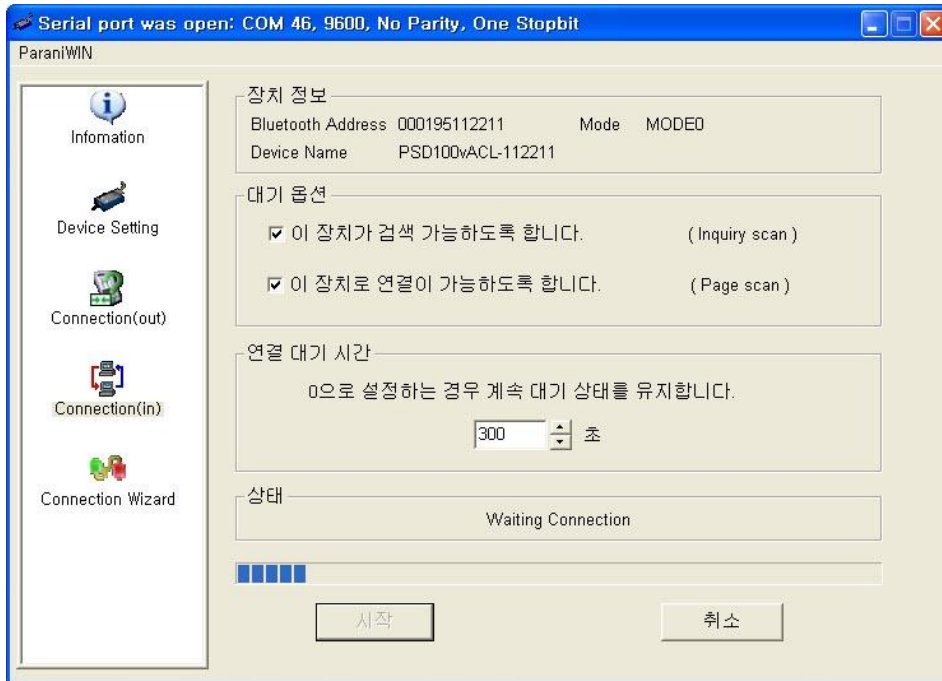 Serial port was open: COM 46, 9600, No Parity, One Stopbit
ParaniWIN
Infomation
Device Setting
Connection(out)
Connection(in)
Connection Wizard
장치 정보
Bluetooth Address 000195112211 Mode MODE0
Device Name PSD100vACL-112211
대기 옵션
이 장치가 검색 가능하도록 합니다. ( Inquiry scan )
이 장치로 연결이 가능하도록 합니다. ( Page scan )
연결 대기 시간
0으로 설정하는 경우 계속 대기 상태를 유지합니다.
300 초
상태
Waiting Connection
시작 취소